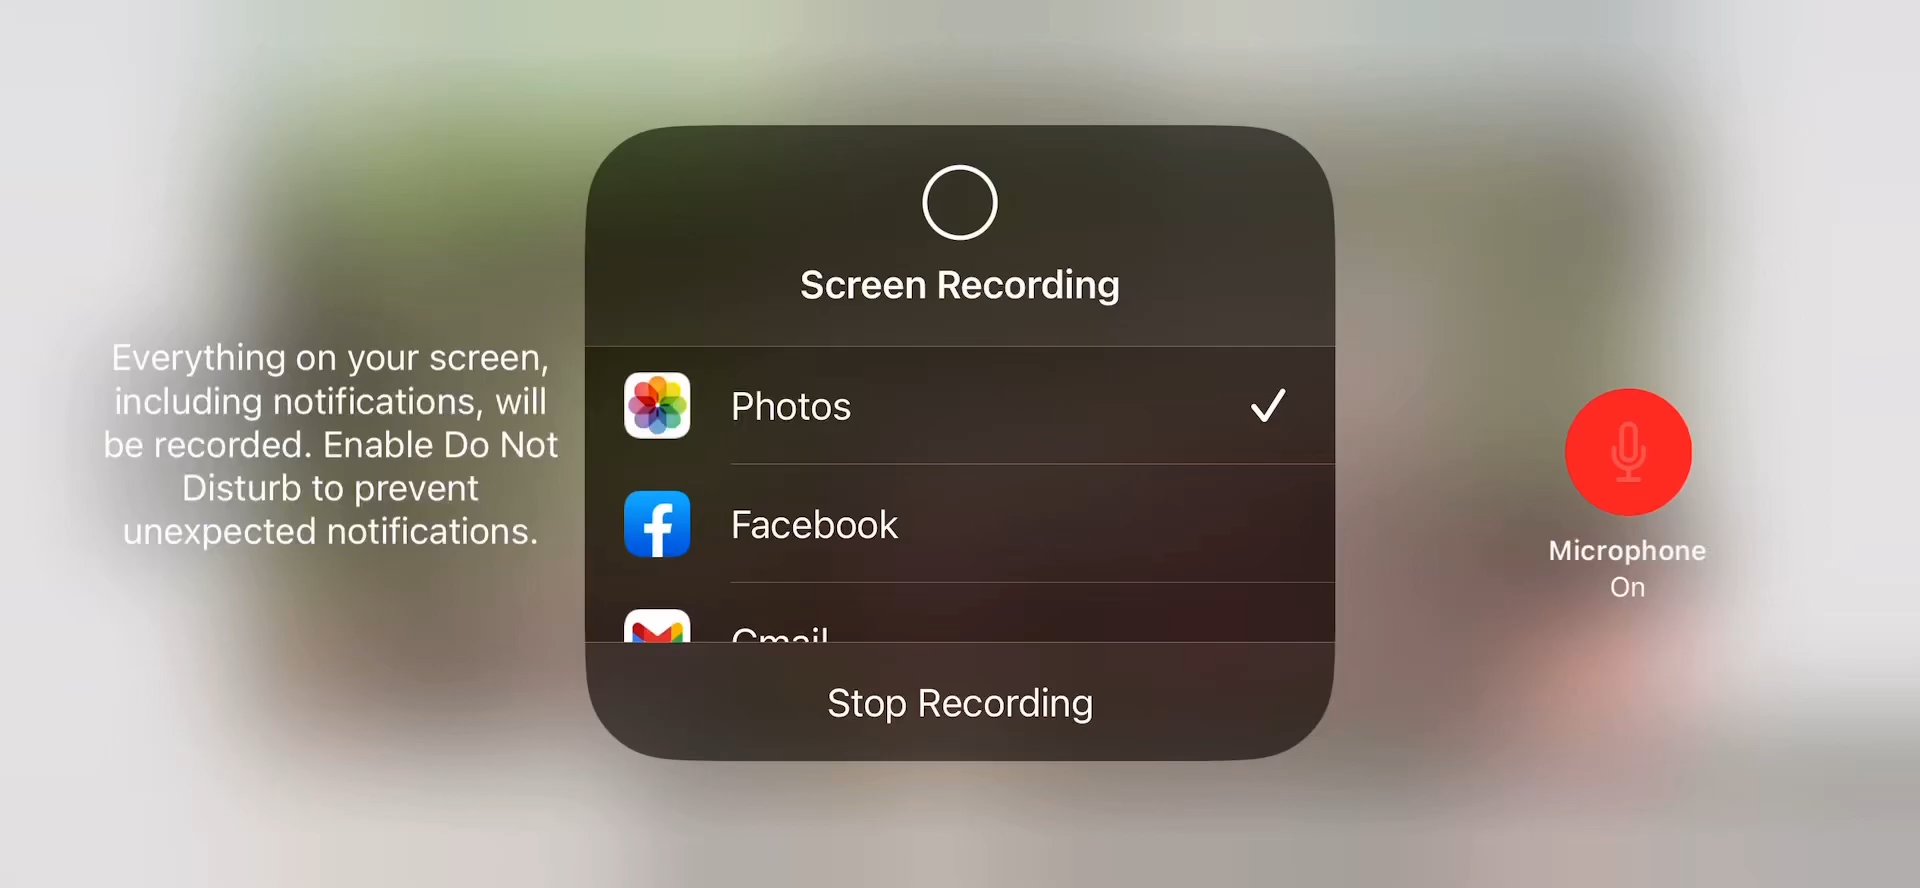 Screen Recording
Everything on your screen,
including notifications, will
be recorded. Enable Do Not
Disturb to prevent
unexpected notifications.
Photos
Facebook
Gmail
Stop Recording
Microphone
On